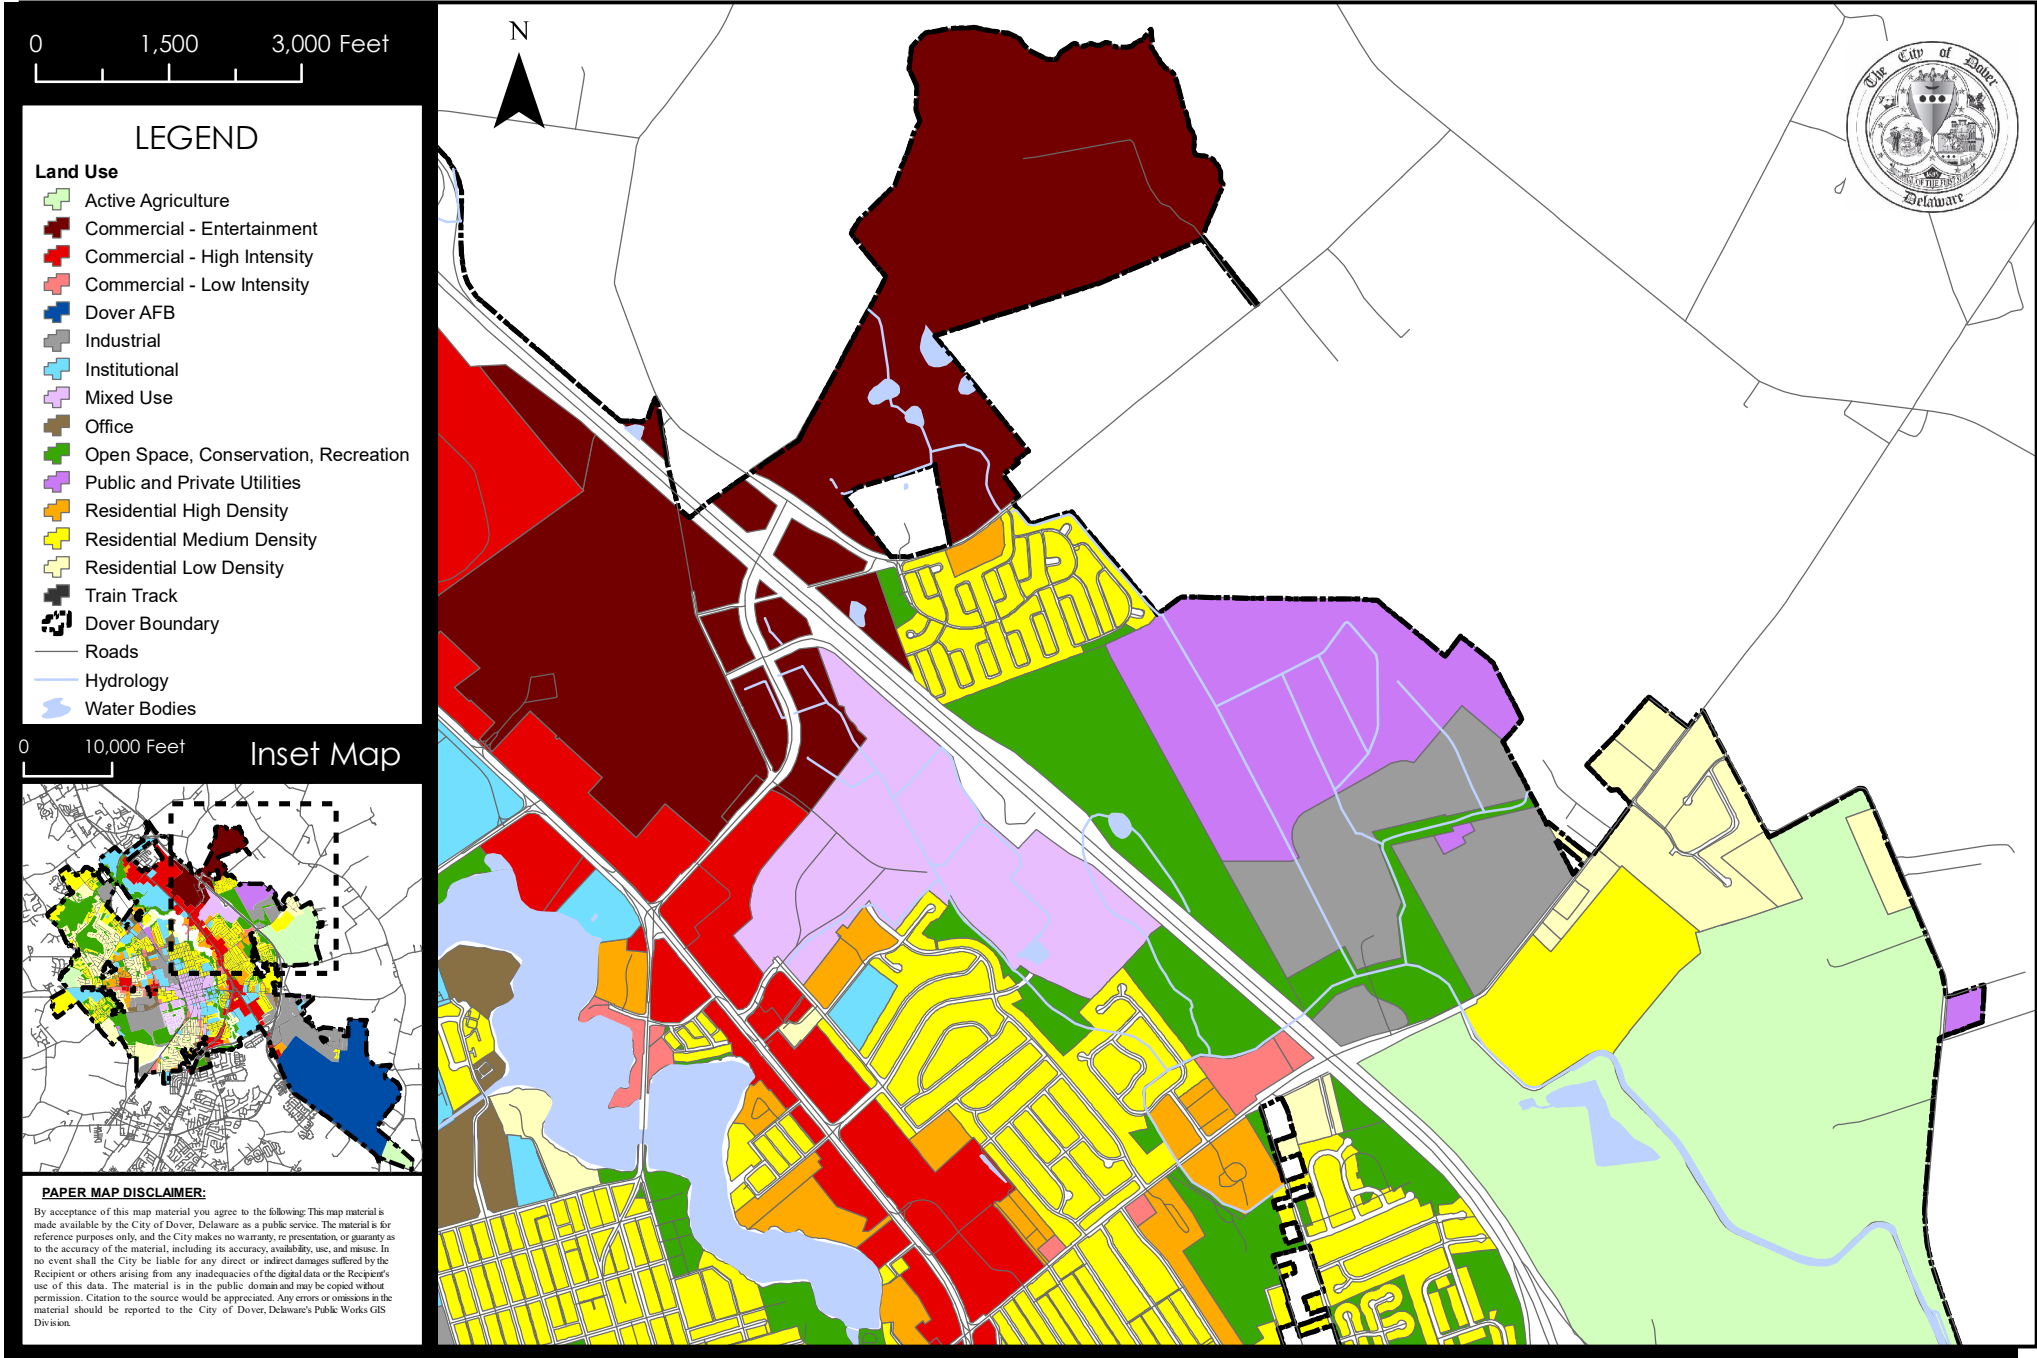 0 1,500 3,000 Feet
LEGEND
Land Use
Active Agriculture
Commercial - Entertainment
Commercial - High Intensity
Commercial - Low Intensity
Dover AFB
Industrial
Institutional
Mixed Use
Office
Open Space, Conservation, Recreation
Public and Private Utilities
Residential High Density
Residential Medium Density
Residential Low Density
Train Track
Dover Boundary
Roads
Hydrology
Water Bodies
0 10,000 Feet
Inset Map
PAPER MAP DISCLAIMER:
By acceptance of this map material you agree to the following: This map material is
made available by the City of Dover, Delaware as a public service. The material is for
reference purposes only, and the City makes no warranty, re presentation, or guaranty as
to the accuracy of the material, including its accuracy, availability, use, and misuse. In
no event shall the City be liable for any direct or indirect damages suffered by the
Recipient or others arising from any inadequacies of the digital data or the Recipient's
use of this data. The material is in the public domain and may be copied without
permission. Citation to the source would be appreciated. Any errors or omissions in the
material should be reported to the City of Dover, Delaware's Public Works GIS
Division.
N
The City of Dover
Delaware